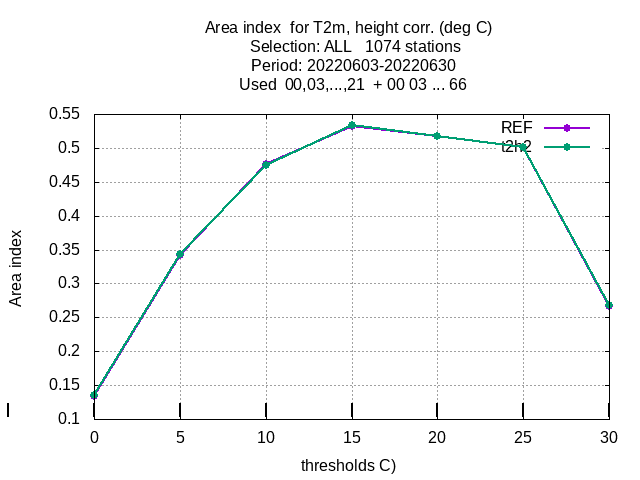 Area index  for T2m, height corr. (deg C)
Selection: ALL   1074 stations
Period: 20220603-20220630
Used  00,03,...,21  + 00 03 ... 66
REF
t2h2
0.55
0.5
0.45
0.4
0.35
0.3
0.25
0.2
0.15
0.1
Area index
0 5 10 15 20 25 30
thresholds C)